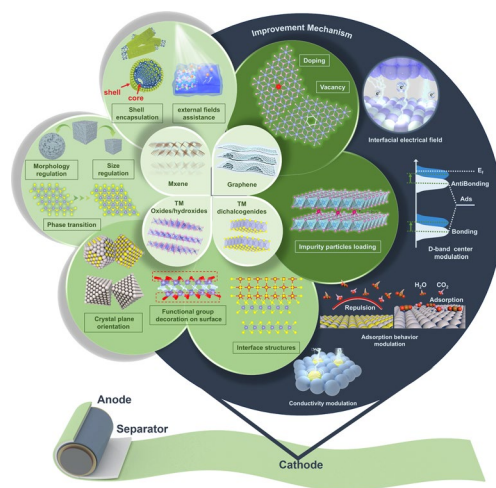 Improvement Mechanism
shell
core
Shell
encapsulation
external fields
assistance
Doping
Vacancy
Interfacial electrical field
Morphology
regulation
Size
regulation
Phase transition
Mxene
Graphene
TM
Oxides/hydroxides
TM
dichalcogenides
Impurity particles loading
Ef
AntiBonding
Ads
Bonding
D-band center
modulation
Crystal plane
orientation
Functional group
decoration on surface
Interface structures
H2O
CO2
Repulsion
Adsorption
Adsorption behavior
modulation
Conductivity modulation
Anode
Separator
Cathode